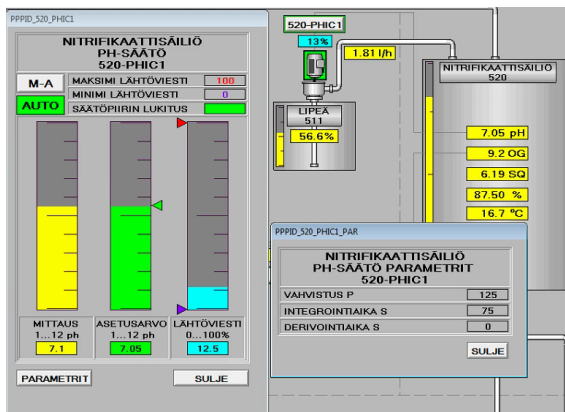 PPPID_520_PHIC1
NITRIFIKAATTISÄILIÖ
PH-SÄÄTÖ
520-PHIC1
M-A
MAKSIMI LÄHTÖVIESTI 100
MINIMI LÄHTÖVIESTI 0
AUTO
SÄÄTÖPIIRIN LUKITUS
MITTAUS
1...12 ph
7.1
ASETUSARVO
1...12 ph
7.05
LÄHTÖVIESTI
0...100%
12.5
PARAMETRIT
SULJE
520-PHIC1
13%
1.81 l/h
LIPEÄ
511
56.6%
NITRIFIKAATTISÄILIÖ
520
7.05 pH
9.2 OG
6.19 SQ
87.50 %
16.7 °C
PPPID_520_PHIC1_PAR
NITRIFIKAATTISÄILIÖ
PH-SÄÄTÖ PARAMETRIT
520-PHIC1
VAHVISTUS P 125
INTEGROINTIAIKA S 75
DERIVOINTIAIKA S 0
SULJE